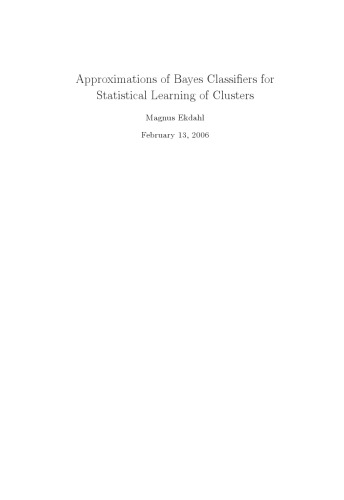 Approximations of Bayes Classifiers for
Statistical Learning of Clusters
Magnus Ekdahl
February 13, 2006